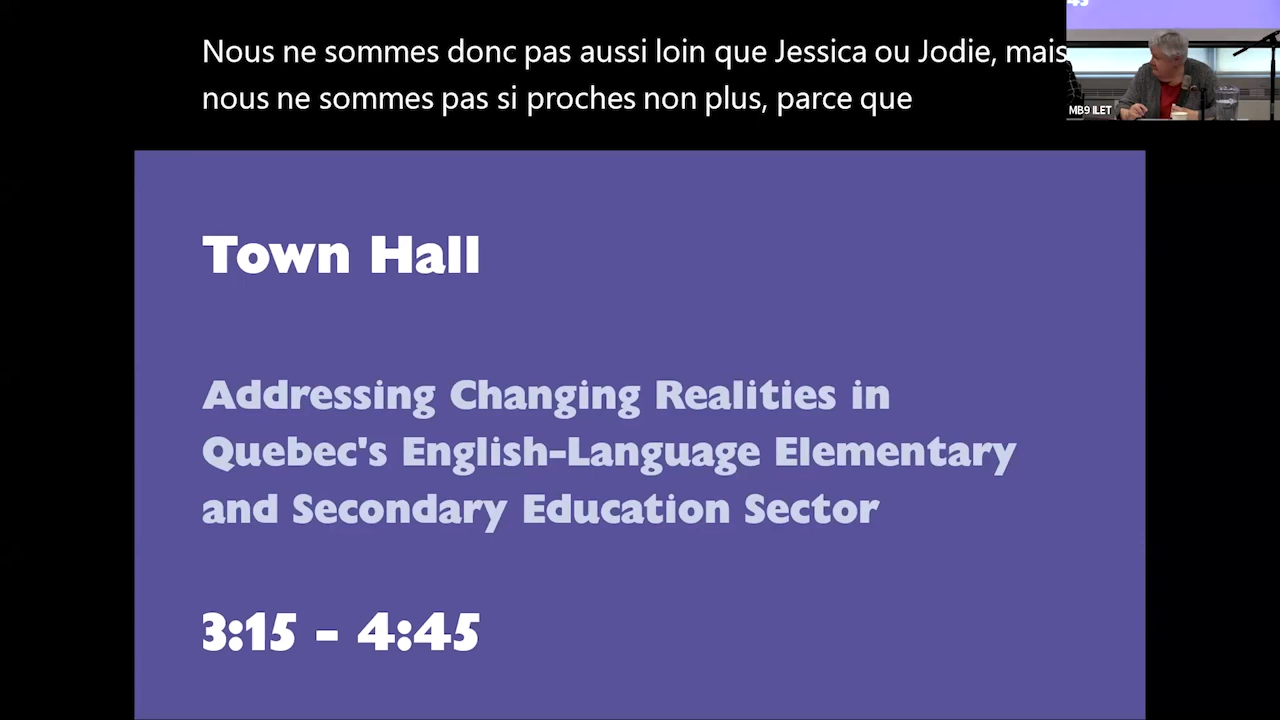 Nous ne sommes donc pas aussi loin que Jessica ou Jodie, mais
nous ne sommes pas si proches non plus, parce que
MB9 ILET
Town Hall
Addressing Changing Realities in
Quebec's English-Language Elementary
and Secondary Education Sector
3:15 - 4:45